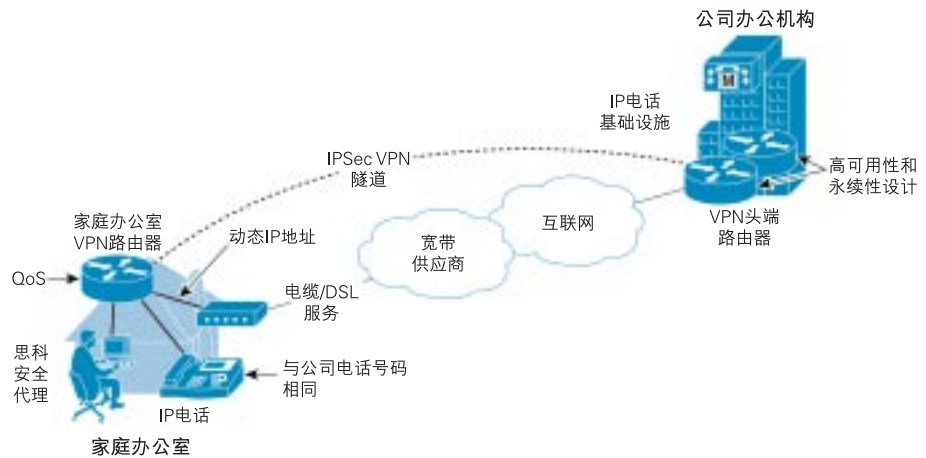 公司办公机构
IP电话
基础设施
IPSec VPN
隧道
高可用性和
永续性设计
VPN头端
路由器
互联网
宽带
供应商
家庭办公室
VPN路由器
动态IP地址
QoS
电缆/DSL
服务
思科
安全
代理
与公司电话号码
相同
IP电话
家庭办公室